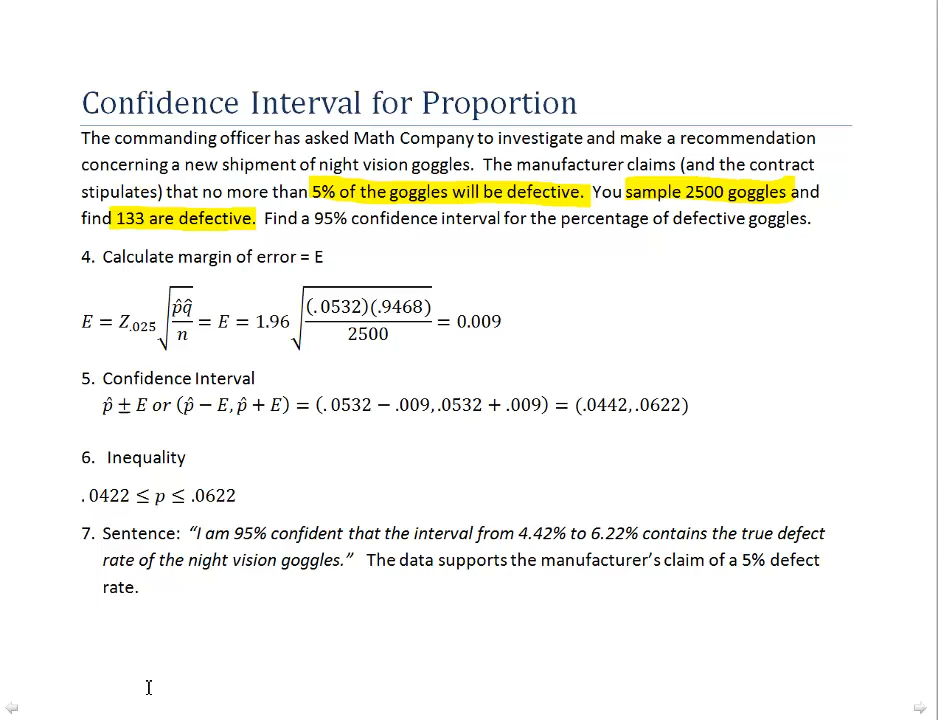 Confidence Interval for Proportion
The commanding officer has asked Math Company to investigate and make a recommendation
concerning a new shipment of night vision goggles.  The manufacturer claims (and the contract
stipulates) that no more than 5% of the goggles will be defective.  You sample 2500 goggles and
find 133 are defective.  Find a 95% confidence interval for the percentage of defective goggles.
4. Calculate margin of error = E
E = Z.025 √(p̂q̂/n) = E = 1.96 √((.0532)(.9468)/2500) = 0.009
5. Confidence Interval
p̂ ± E or (p̂ − E, p̂ + E) = (.0532 − .009, .0532 + .009) = (.0442, .0622)
6. Inequality
.0422 ≤ p ≤ .0622
7. Sentence: “I am 95% confident that the interval from 4.42% to 6.22% contains the true defect
rate of the night vision goggles.”  The data supports the manufacturer’s claim of a 5% defect
rate.